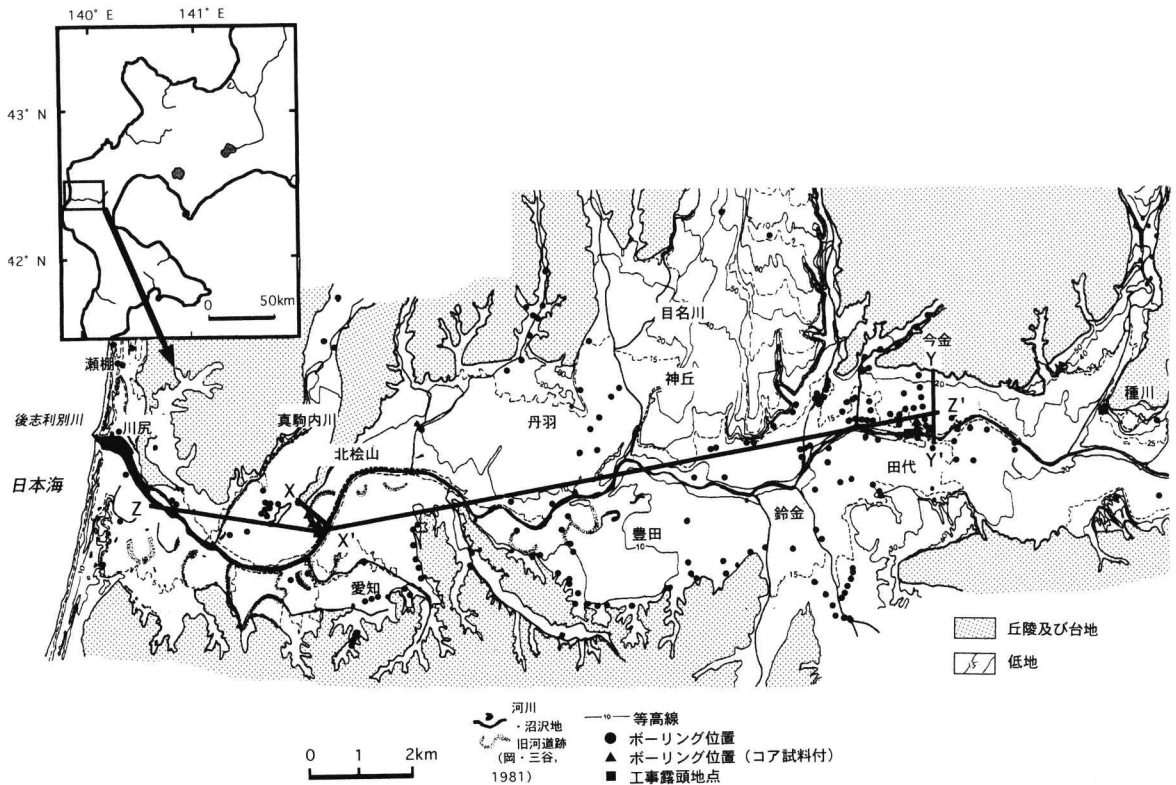 140° E
141° E
43° N
42° N
0
50km
瀬棚
後志利別川
川尻
日本海
真駒内川
北桧山
Z
X
X'
愛知
丹羽
目名川
神丘
豊田
鈴金
今金
Y
Z'
Y'
田代
種川
10
15
20
丘陵及び台地
低地
河川
・沼沢地
旧河道跡
(岡・三谷,
1981)
等高線
ボーリング位置
ボーリング位置(コア試料付)
工事露頭地点
0 1 2km